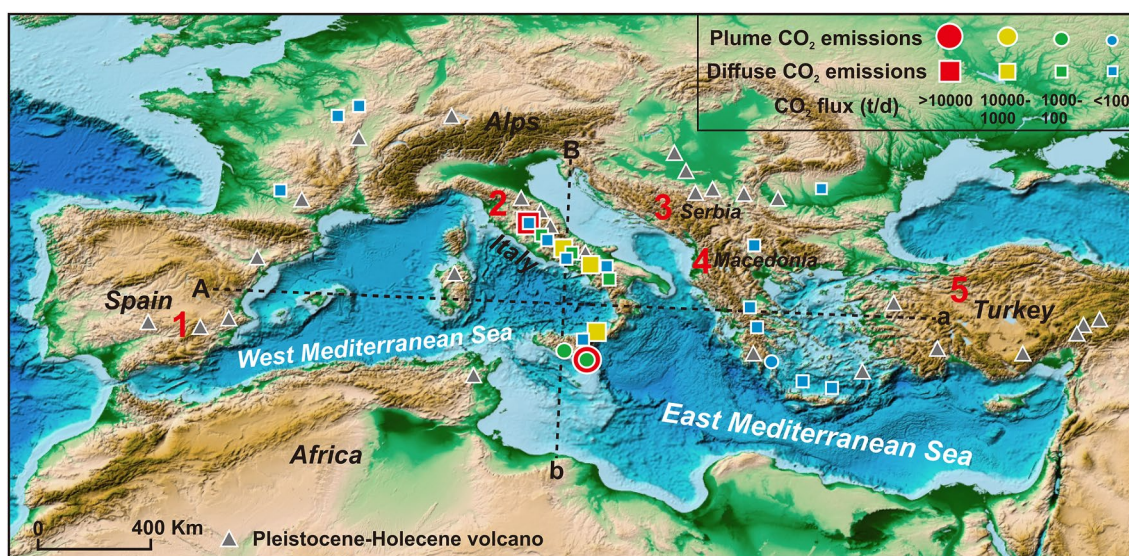 Plume CO₂ emissions
Diffuse CO₂ emissions
CO₂ flux (t/d)
>10000
10000-
1000
1000-
100
<100
Alps
B
2
3
Serbia
Italy
4
Macedonia
Spain
A
5
1
a
Turkey
West Mediterranean Sea
East Mediterranean Sea
Africa
b
0
400 Km
Pleistocene-Holecene volcano